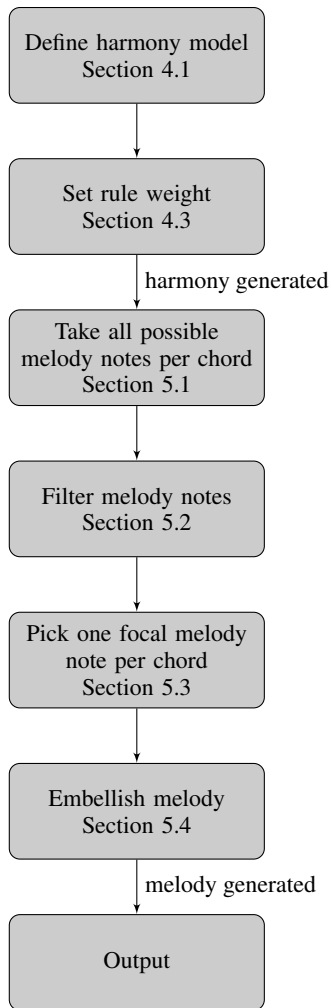 Define harmony model
Section 4.1
Set rule weight
Section 4.3
harmony generated
Take all possible
melody notes per chord
Section 5.1
Filter melody notes
Section 5.2
Pick one focal melody
note per chord
Section 5.3
Embellish melody
Section 5.4
melody generated
Output